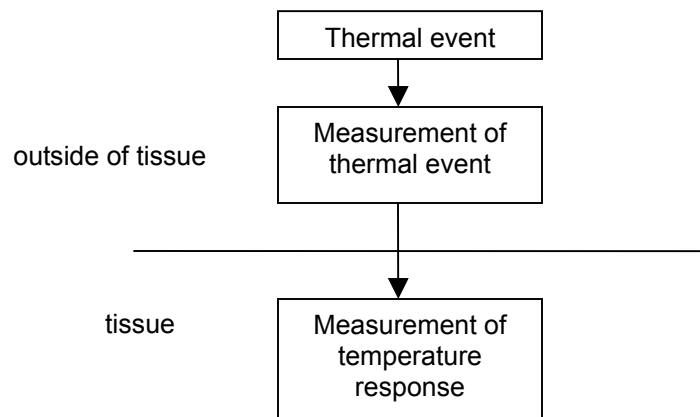 Thermal event
Measurement of
thermal event
outside of tissue
tissue
Measurement of
temperature
response